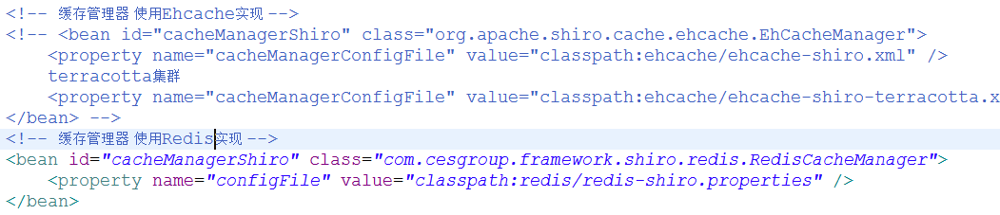 <!-- 缓存管理器 使用Ehcache实现 -->
<!-- <bean id="cacheManagerShiro" class="org.apache.shiro.cache.ehcache.EhCacheManager">
<property name="cacheManagerConfigFile" value="classpath:ehcache/ehcache-shiro.xml" />
terracotta集群
<property name="cacheManagerConfigFile" value="classpath:ehcache/ehcache-shiro-terracotta.x
</bean> -->
<!-- 缓存管理器 使用Redis实现 -->
<bean id="cacheManagerShiro" class="com.cesgroup.framework.shiro.redis.RedisCacheManager">
<property name="configFile" value="classpath:redis/redis-shiro.properties" />
</bean>